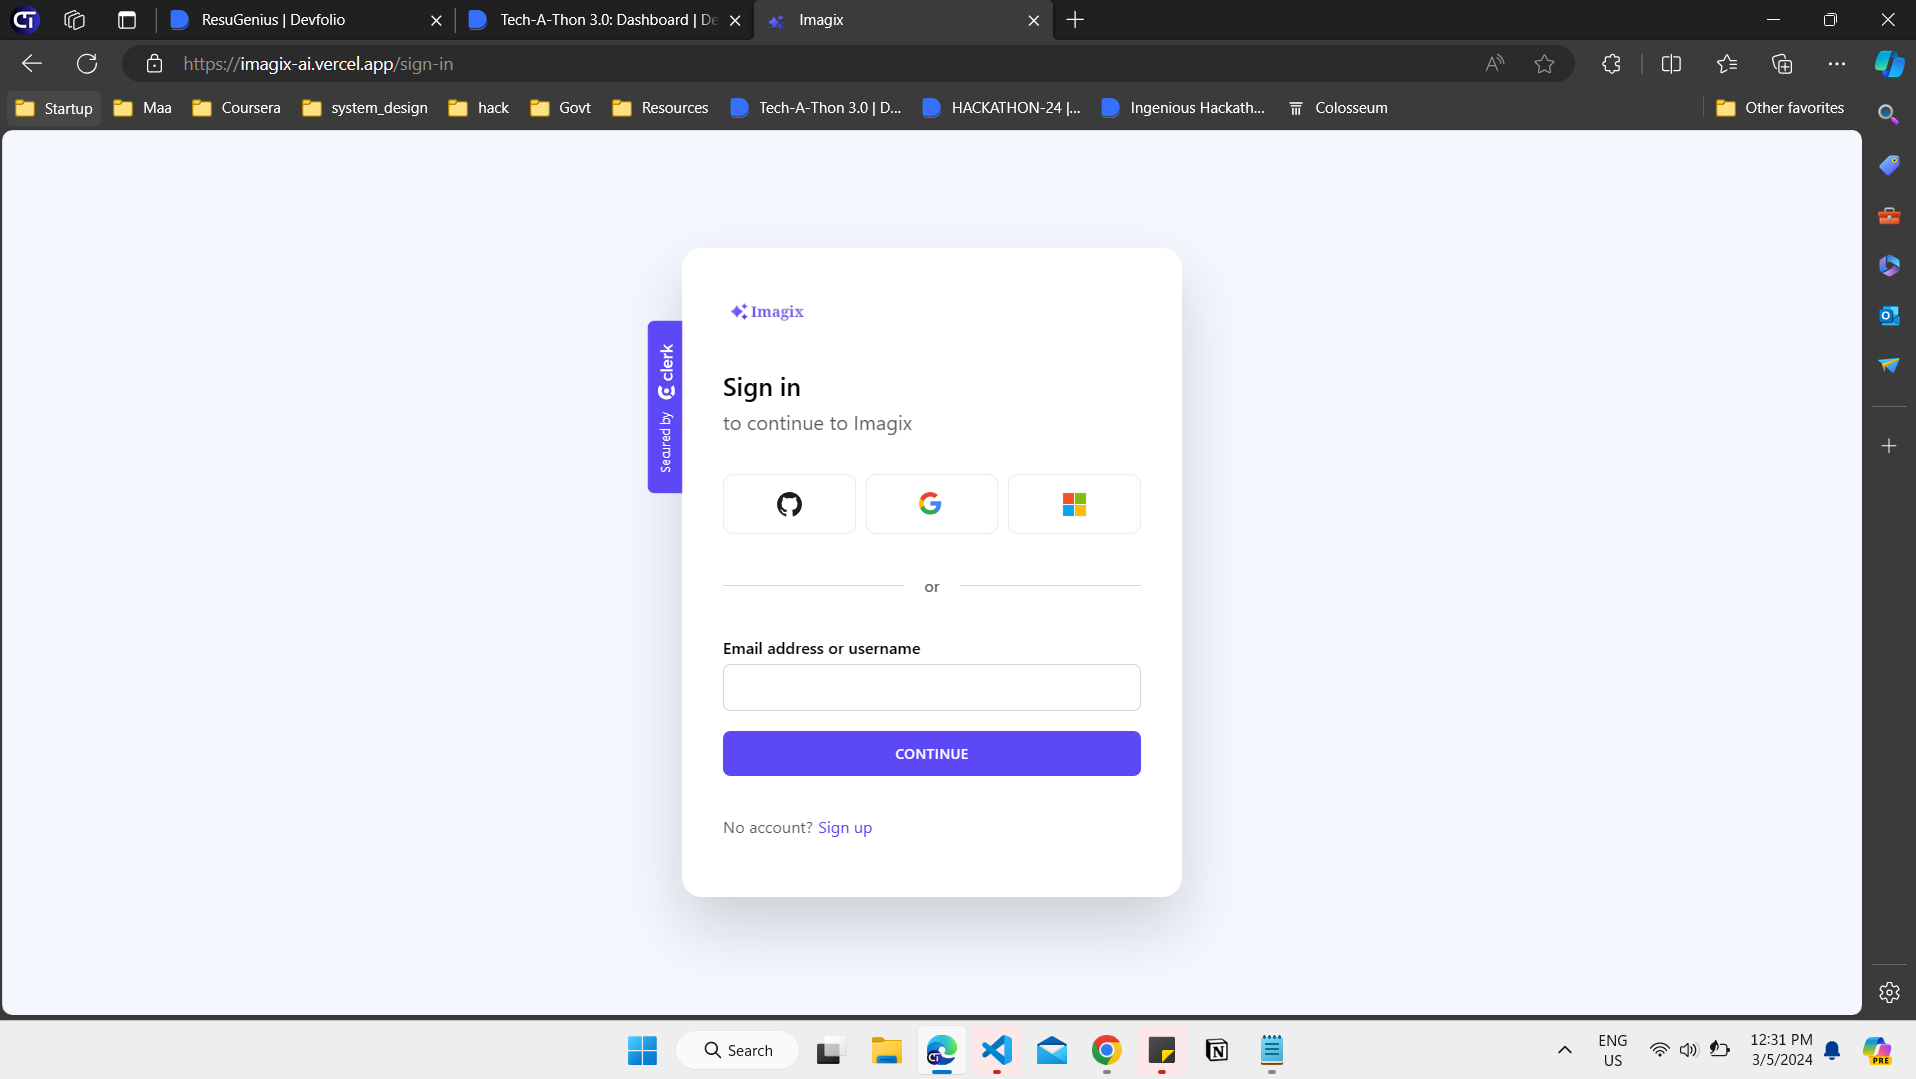 CT
ResuGenius | Devfolio
Tech-A-Thon 3.0: Dashboard | De
Imagix
https://imagix-ai.vercel.app/sign-in
Startup
Maa
Coursera
system_design
hack
Govt
Resources
Tech-A-Thon 3.0 | D...
HACKATHON-24 |...
Ingenious Hackath...
Colosseum
Other favorites
Imagix
Secured by clerk
Sign in
to continue to Imagix
or
Email address or username
CONTINUE
No account? Sign up
Search
ENG
US
12:31 PM
3/5/2024
PRE